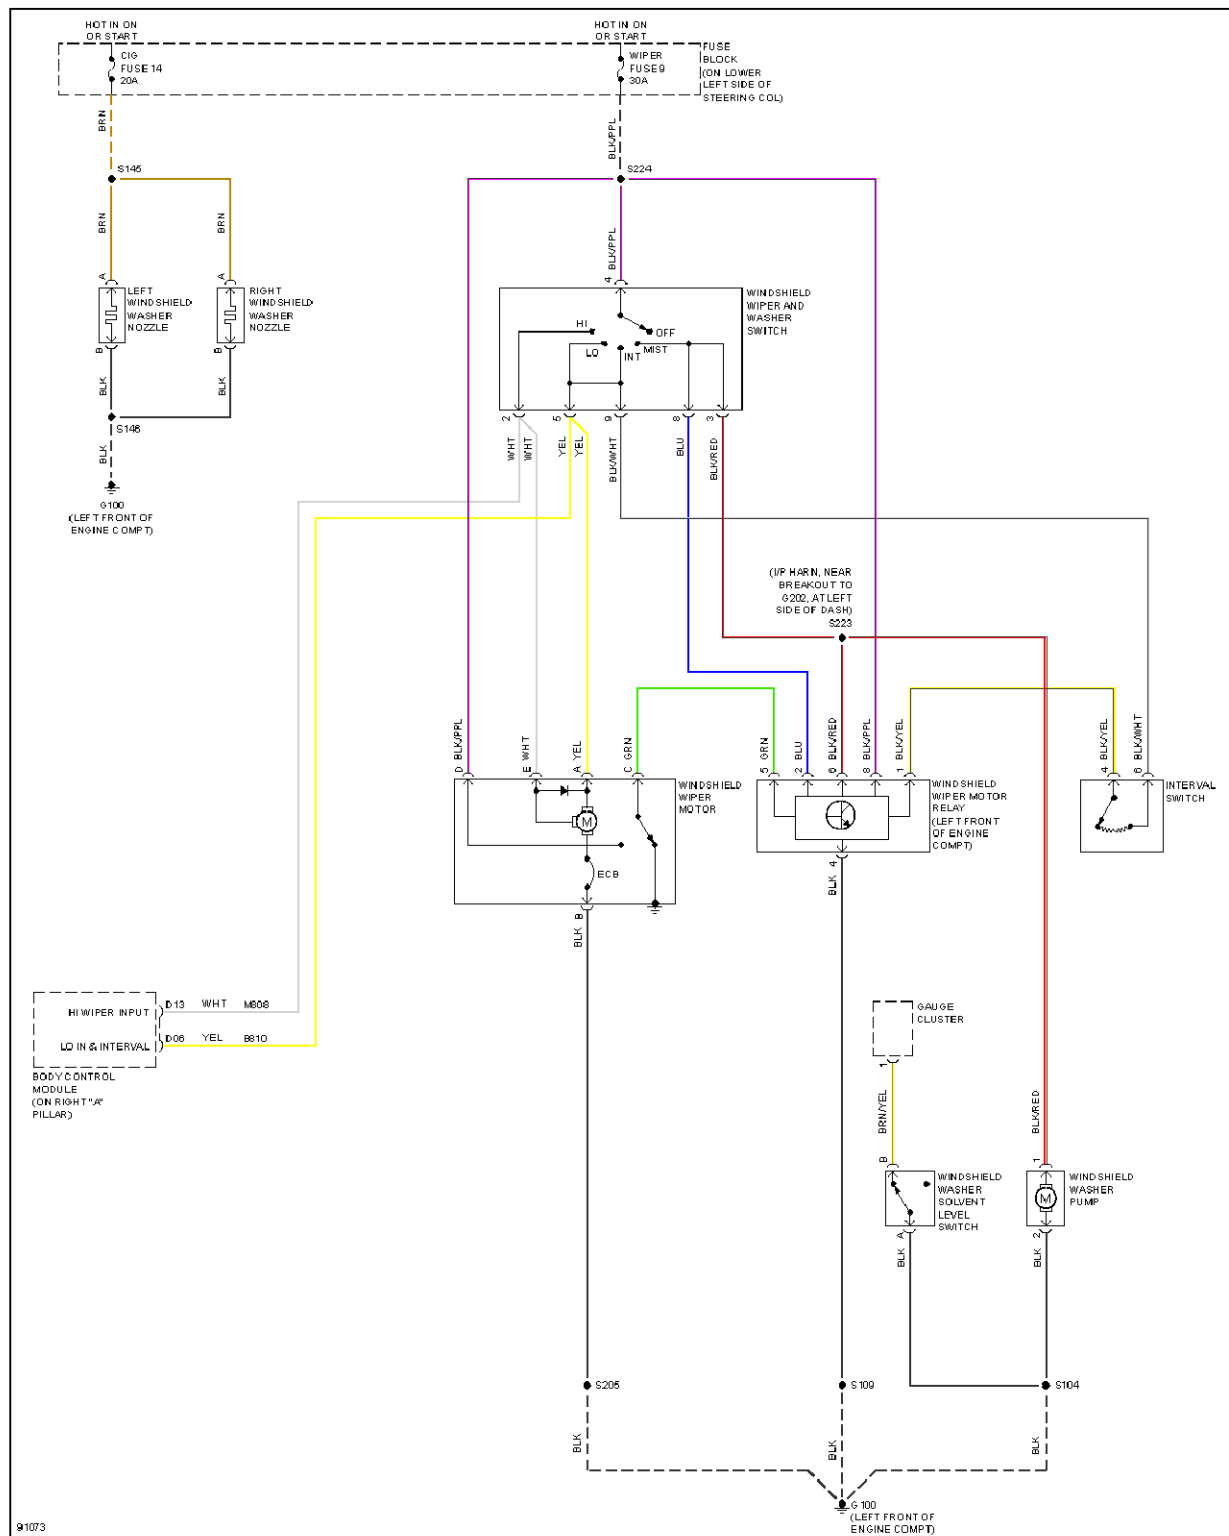 HOT IN ON
OR START
HOT IN ON
OR START
CIG
FUSE 14
20A
WIPER
FUSE 9
30A
FUSE
BLOCK
(ON LOWER
LEFT SIDE OF
STEERING COL)
BRN
BLK/PPL
S145
S224
BRN
BRN
BLK/PPL
A
A
4
LEFT
WINDSHIELD
WASHER
NOZZLE
RIGHT
WINDSHIELD
WASHER
NOZZLE
WINDSHIELD
WIPER AND
WASHER
SWITCH
HI
OFF
LO
INT
MIST
B
B
BLK
BLK
S146
BLK
G100
(LEFT FRONT OF
ENGINE COMPT)
2
5
9
8
3
WHT
WHT
YEL
YEL
BLK/WHT
BLU
BLK/RED
(I/P HARN, NEAR
BREAKOUT TO
G202, AT LEFT
SIDE OF DASH)
S223
D BLK/PPL
E WHT
A YEL
C GRN
5 GRN
2 BLU
6 BLK/RED
8 BLK/PPL
1 BLK/YEL
4 BLK/YEL
6 BLK/WHT
WINDSHIELD
WIPER
MOTOR
M
ECB
WINDSHIELD
WIPER MOTOR
RELAY
(LEFT FRONT
OF ENGINE
COMPT)
INTERVAL
SWITCH
BLK B
BLK 4
HI WIPER INPUT
D13 WHT M808
LO IN & INTERVAL
D06 YEL B810
BODY CONTROL
MODULE
(ON RIGHT "A"
PILLAR)
GAUGE
CLUSTER
1
BRN/YEL
B
BLK/RED
1
WINDSHIELD
WASHER
SOLVENT
LEVEL
SWITCH
M
WINDSHIELD
WASHER
PUMP
A
BLK
2
BLK
S205
S109
S104
BLK
BLK
BLK
G100
(LEFT FRONT OF
ENGINE COMPT)
91073